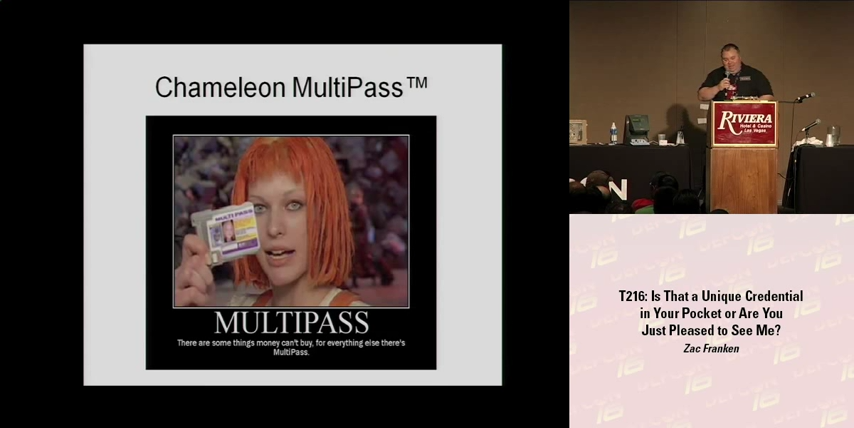 Chameleon MultiPass™
MULTIPASS
MULTIPASS
There are some things money can't buy, for everything else there's
MultiPass.
RIVIERA
Hotel & Casino
Las Vegas
T216: Is That a Unique Credential
in Your Pocket or Are You
Just Pleased to See Me?
Zac Franken